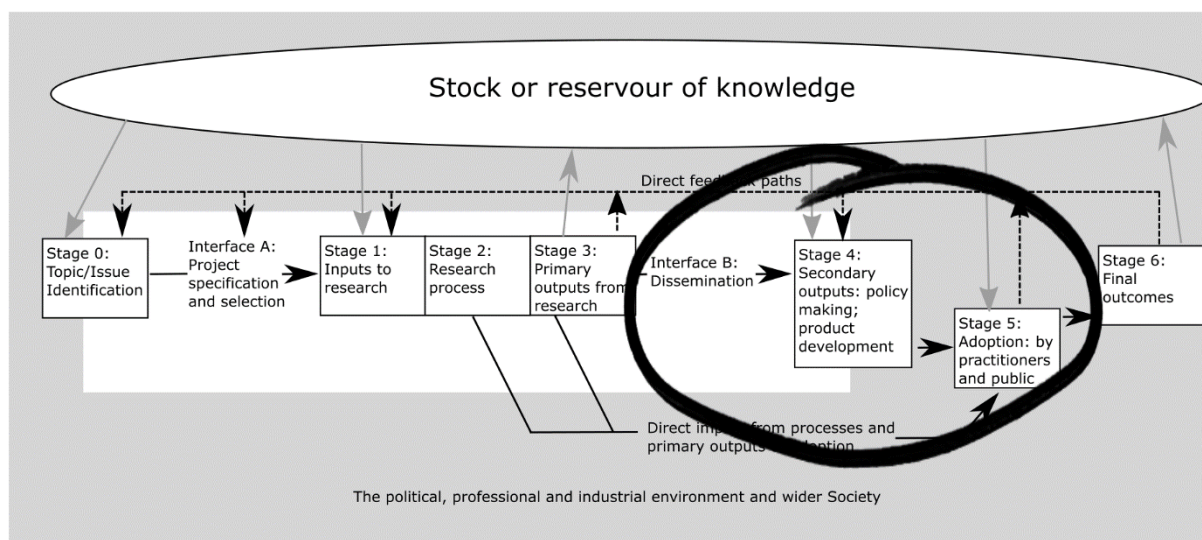 Stock or reservour of knowledge
Direct feedback paths
Stage 0:
Topic/Issue
Identification
Interface A:
Project
specification
and selection
Stage 1:
Inputs to
research
Stage 2:
Research
process
Stage 3:
Primary
outputs from
research
Interface B:
Dissemination
Stage 4:
Secondary
outputs: policy
making;
product
development
Stage 5:
Adoption: by
practitioners
and public
Stage 6:
Final
outcomes
Direct impact from processes and
primary outputs adoption
The political, professional and industrial environment and wider Society